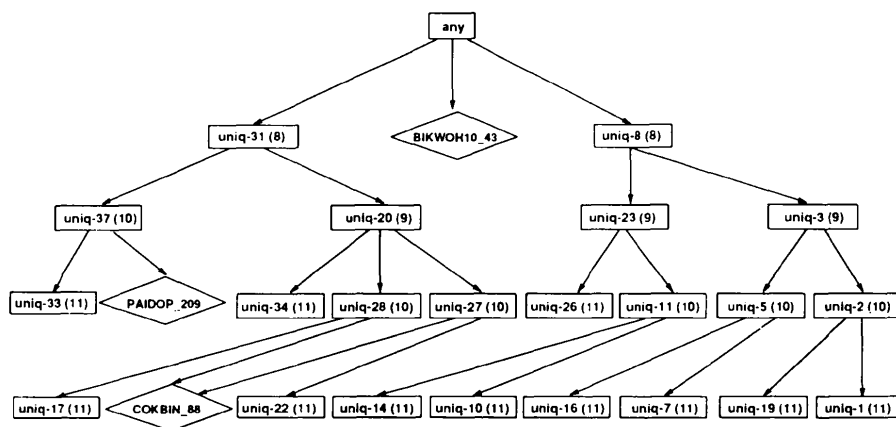 any
uniq-31 (8)
BIKWOH10_43
uniq-8 (8)
uniq-37 (10)
uniq-20 (9)
uniq-23 (9)
uniq-3 (9)
uniq-33 (11)
PAIDOP_209
uniq-34 (11)
uniq-28 (10)
uniq-27 (10)
uniq-26 (11)
uniq-11 (10)
uniq-5 (10)
uniq-2 (10)
uniq-17 (11)
COKBIN_88
uniq-22 (11)
uniq-14 (11)
uniq-10 (11)
uniq-16 (11)
uniq-7 (11)
uniq-19 (11)
uniq-1 (11)